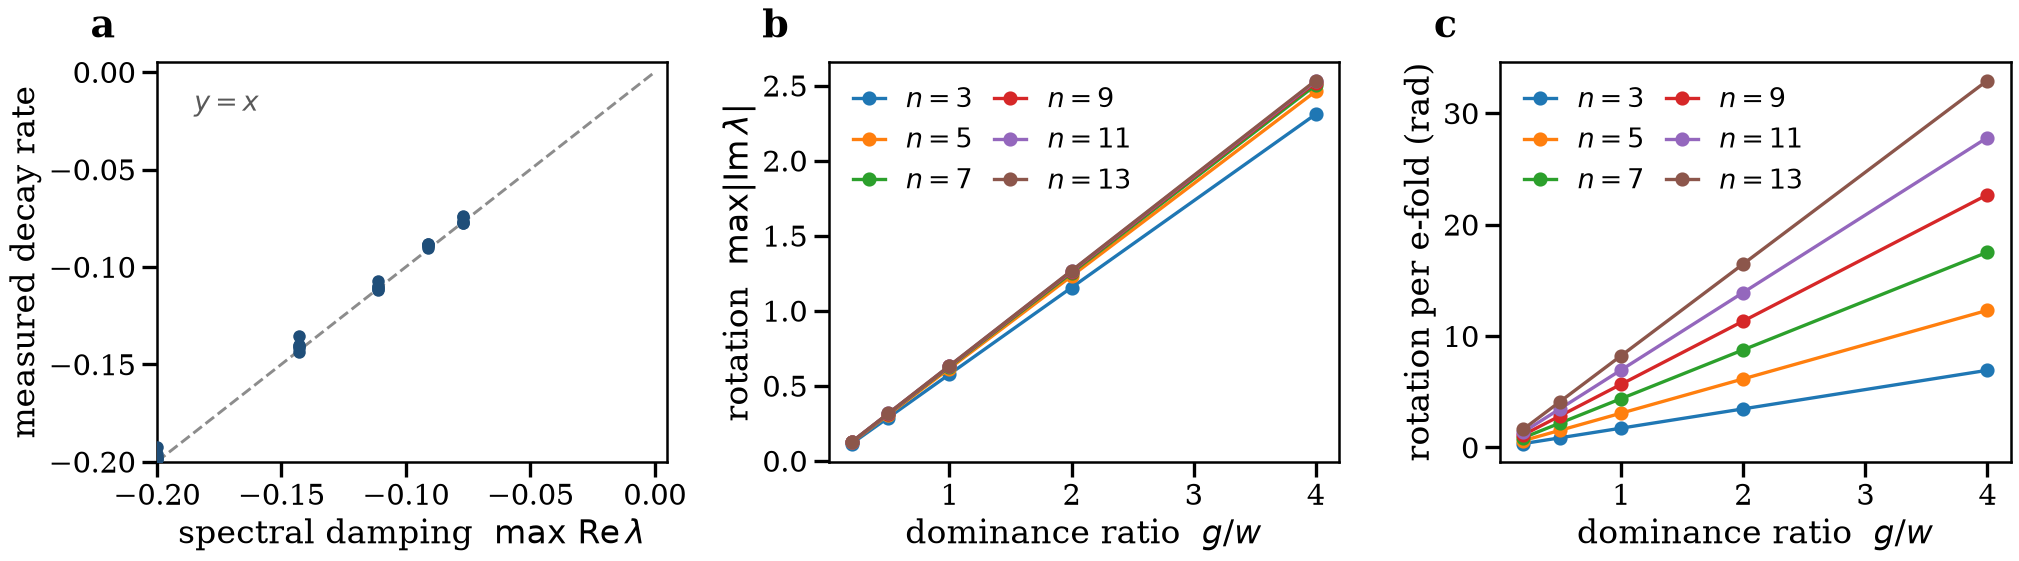 a
0.00
−0.05
−0.10
−0.15
−0.20
measured decay rate
y = x
−0.20 −0.15 −0.10 −0.05 0.00
spectral damping max Re λ
b
2.5
2.0
1.5
1.0
0.5
0.0
rotation max|Im λ|
n = 3 n = 9
n = 5 n = 11
n = 7 n = 13
1 2 3 4
dominance ratio g/w
c
30
20
10
0
rotation per e-fold (rad)
n = 3 n = 9
n = 5 n = 11
n = 7 n = 13
1 2 3 4
dominance ratio g/w